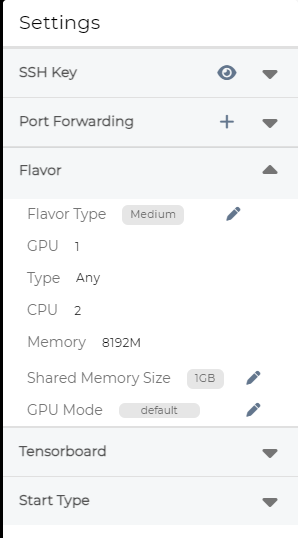 Settings
SSH Key
Port Forwarding
Flavor
Flavor Type Medium
GPU 1
Type Any
CPU 2
Memory 8192M
Shared Memory Size 1GB
GPU Mode default
Tensorboard
Start Type